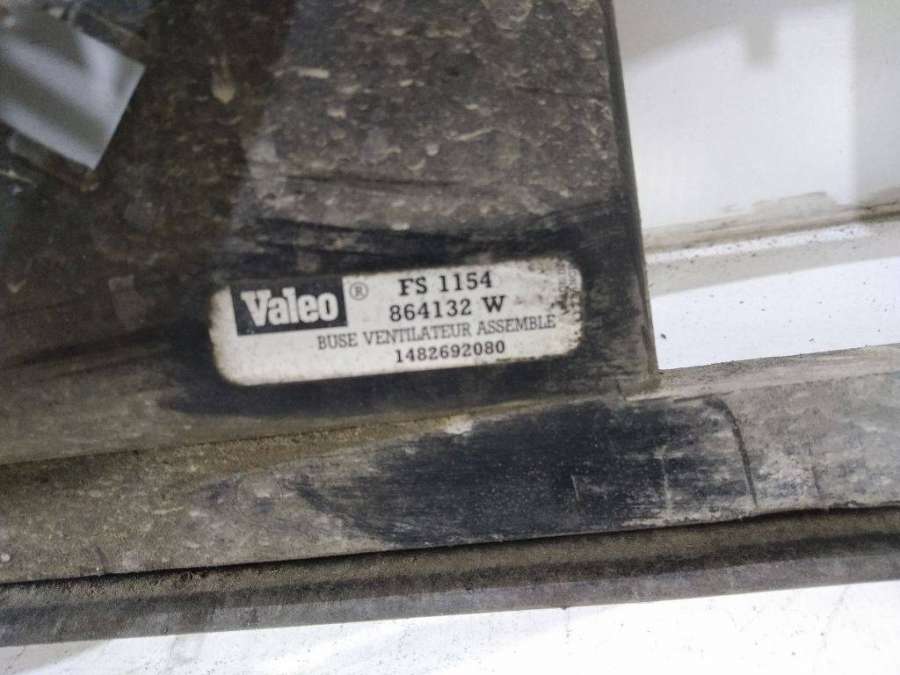 Valeo® FS 1154
864132 W
BUSE VENTILATEUR ASSEMBLE
1482692080